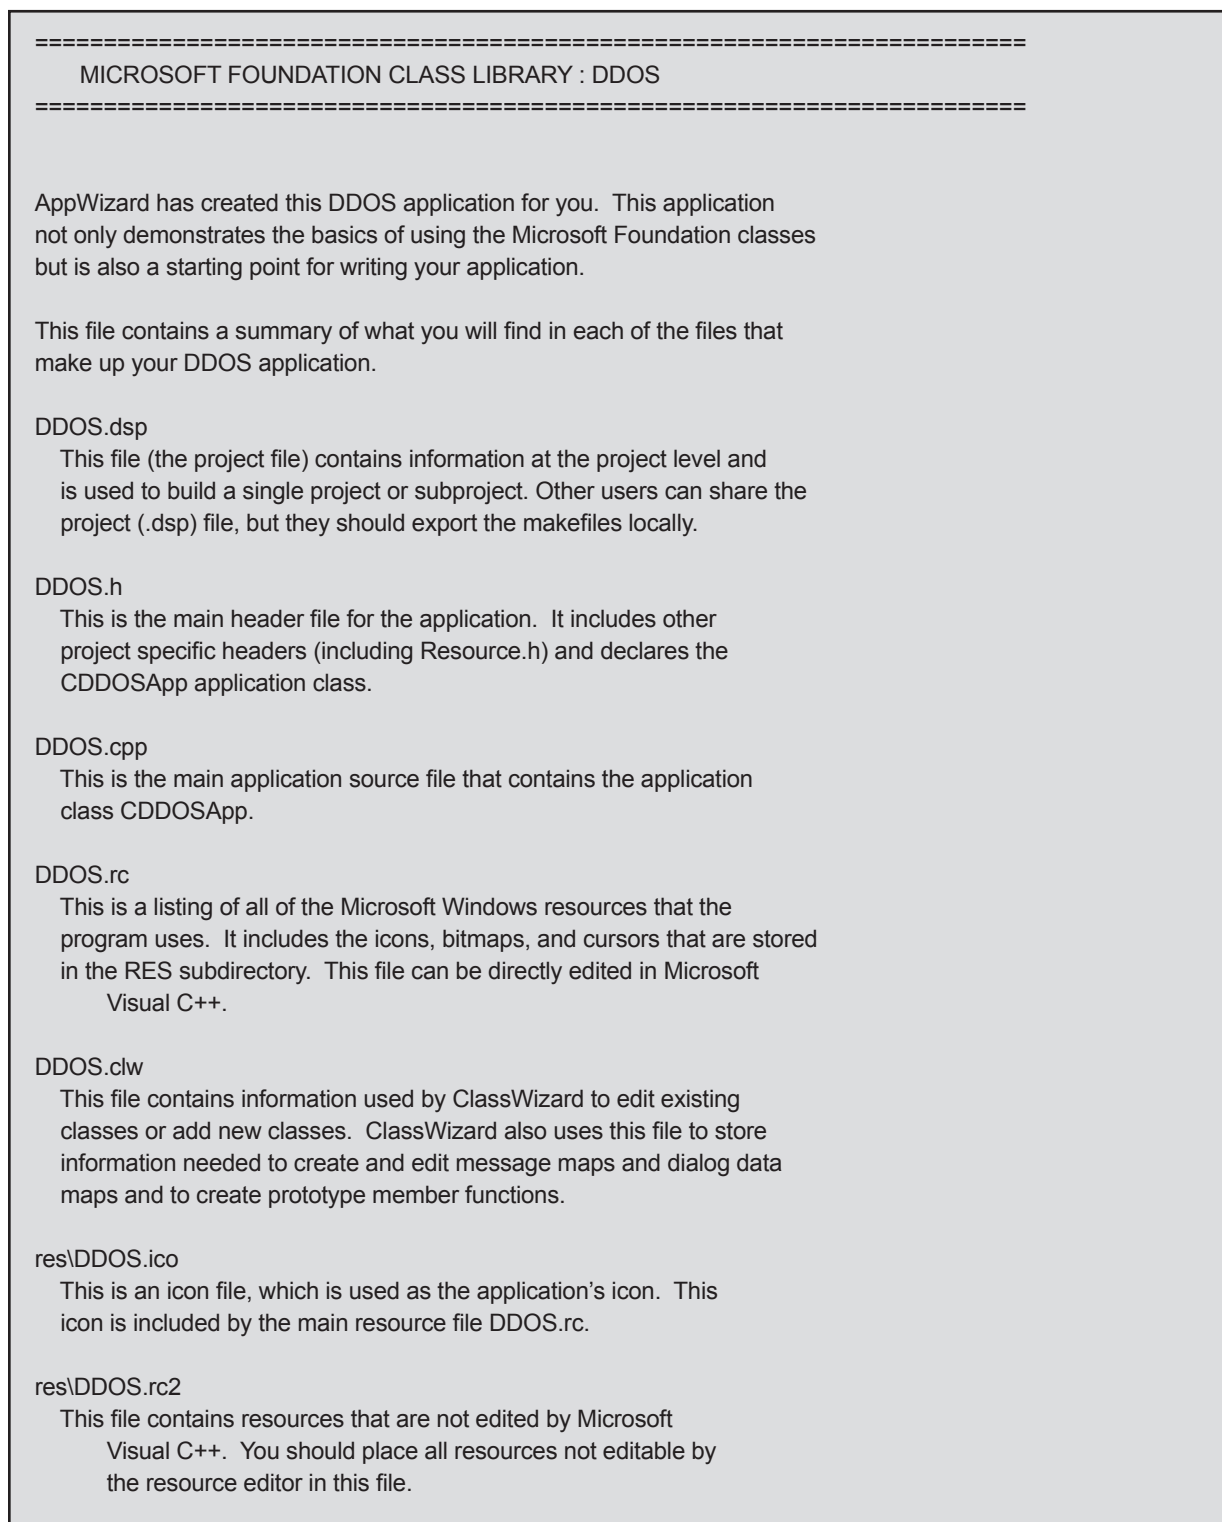 ========================================================================
MICROSOFT FOUNDATION CLASS LIBRARY : DDOS
========================================================================
AppWizard has created this DDOS application for you.  This application
not only demonstrates the basics of using the Microsoft Foundation classes
but is also a starting point for writing your application.
This file contains a summary of what you will find in each of the files that
make up your DDOS application.
DDOS.dsp
This file (the project file) contains information at the project level and
is used to build a single project or subproject. Other users can share the
project (.dsp) file, but they should export the makefiles locally.
DDOS.h
This is the main header file for the application.  It includes other
project specific headers (including Resource.h) and declares the
CDDOSApp application class.
DDOS.cpp
This is the main application source file that contains the application
class CDDOSApp.
DDOS.rc
This is a listing of all of the Microsoft Windows resources that the
program uses.  It includes the icons, bitmaps, and cursors that are stored
in the RES subdirectory.  This file can be directly edited in Microsoft
Visual C++.
DDOS.clw
This file contains information used by ClassWizard to edit existing
classes or add new classes.  ClassWizard also uses this file to store
information needed to create and edit message maps and dialog data
maps and to create prototype member functions.
res\DDOS.ico
This is an icon file, which is used as the application’s icon.  This
icon is included by the main resource file DDOS.rc.
res\DDOS.rc2
This file contains resources that are not edited by Microsoft
Visual C++.  You should place all resources not editable by
the resource editor in this file.